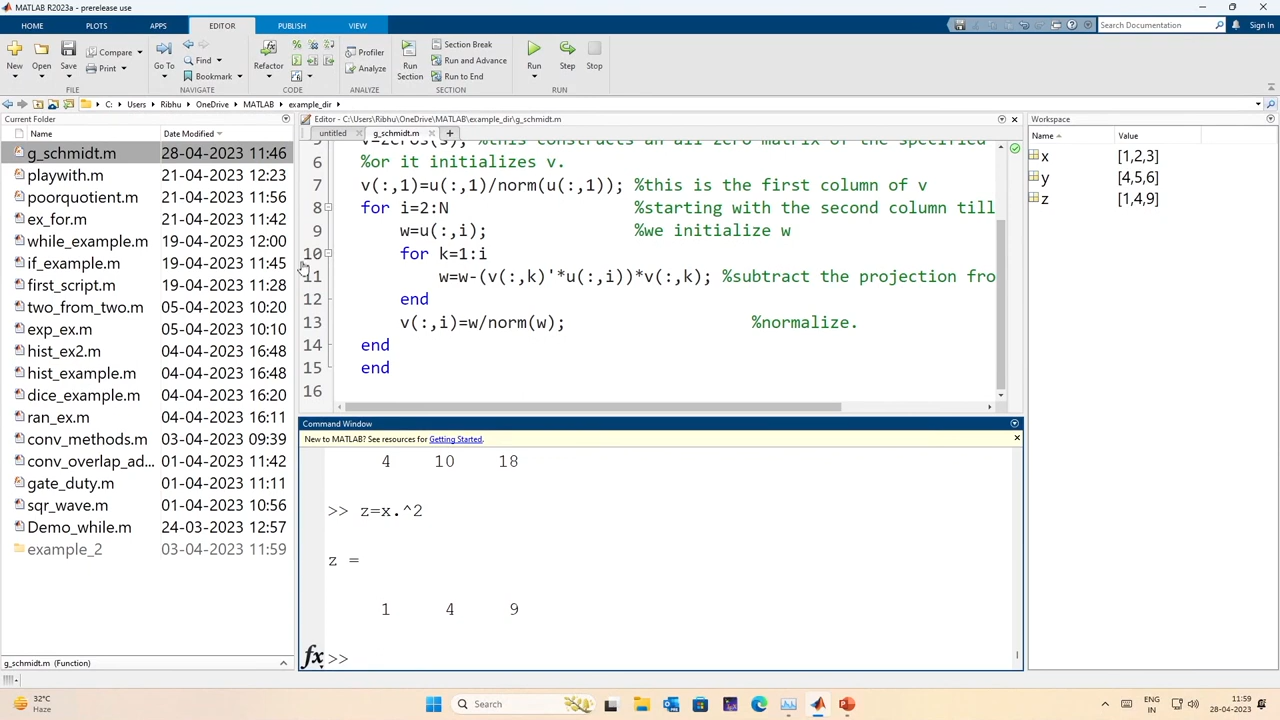 MATLAB R2023a - prerelease use
HOME PLOTS APPS EDITOR PUBLISH VIEW Search Documentation Sign In
New Open Save Compare Print Go To Find Bookmark Refactor Profiler Analyze Run Section Section Break Run and Advance Run to End Run Step Stop
FILE NAVIGATE CODE ANALYZE SECTION RUN
C: Users Ribhu OneDrive MATLAB example_dir
Current Folder
Name Date Modified
g_schmidt.m 28-04-2023 11:46
playwith.m 21-04-2023 12:23
poorquotient.m 21-04-2023 11:56
ex_for.m 21-04-2023 11:42
while_example.m 19-04-2023 12:00
if_example.m 19-04-2023 11:45
first_script.m 19-04-2023 11:28
two_from_two.m 05-04-2023 10:20
exp_ex.m 05-04-2023 10:10
hist_ex2.m 04-04-2023 16:48
hist_example.m 04-04-2023 16:48
dice_example.m 04-04-2023 16:20
ran_ex.m 04-04-2023 16:11
conv_methods.m 03-04-2023 09:39
conv_overlap_ad... 01-04-2023 11:42
gate_duty.m 01-04-2023 11:11
sqr_wave.m 01-04-2023 10:56
Demo_while.m 24-03-2023 12:57
example_2 03-04-2023 11:59
g_schmidt.m (Function)
Editor - C:\Users\Ribhu\OneDrive\MATLAB\example_dir\g_schmidt.m
untitled g_schmidt.m
5 v=zeros(s); %this constructs an all zero matrix of the specified
6 %or it initializes v.
7 v(:,1)=u(:,1)/norm(u(:,1)); %this is the first column of v
8 for i=2:N %starting with the second column till
9 w=u(:,i); %we initialize w
10 for k=1:i
11 w=w-(v(:,k)'*u(:,i))*v(:,k); %subtract the projection fro
12 end
13 v(:,i)=w/norm(w); %normalize.
14 end
15 end
16
Command Window
New to MATLAB? See resources for Getting Started.
4 10 18
>> z=x.^2
z =
1 4 9
fx >>
Workspace
Name Value
x [1,2,3]
y [4,5,6]
z [1,4,9]
32°C
Haze
Search
ENG
IN
11:59
28-04-2023